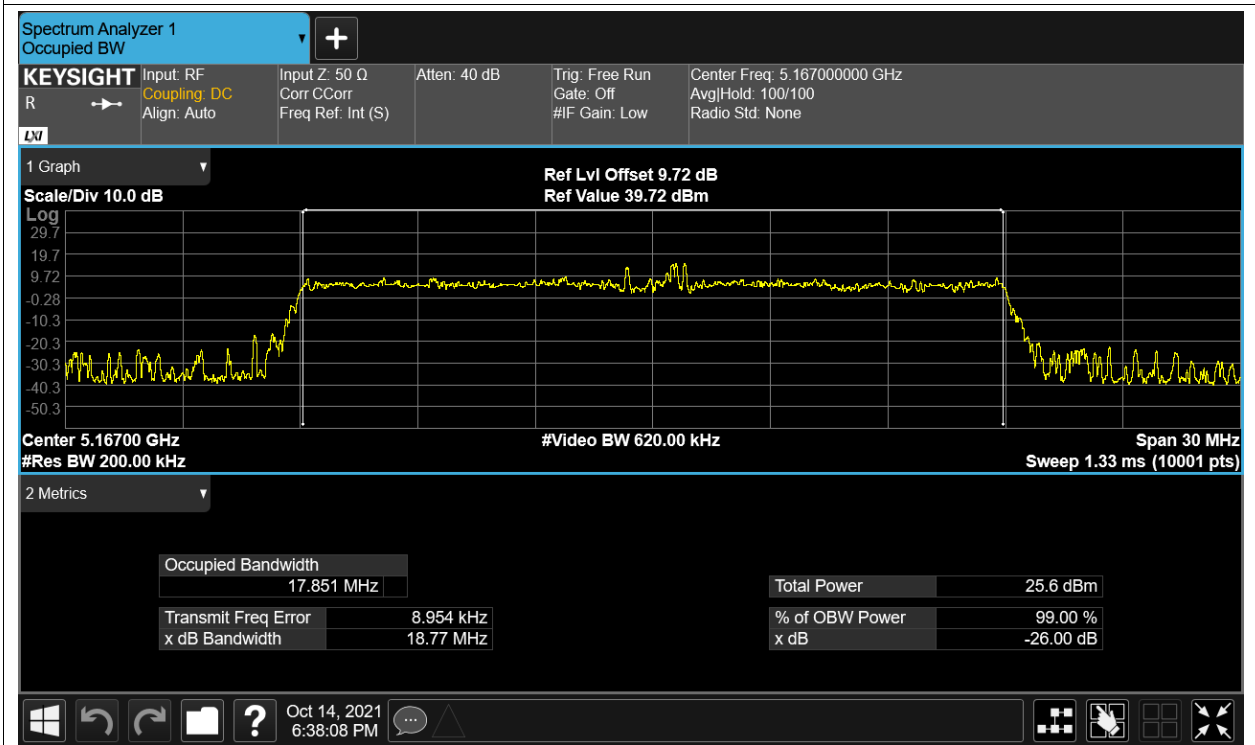 Spectrum Analyzer 1
Occupied BW
KEYSIGHT Input: RF Input Z: 50 Ω Atten: 40 dB Trig: Free Run Center Freq: 5.167000000 GHz
R Coupling: DC Corr CCorr Gate: Off Avg|Hold: 100/100
Align: Auto Freq Ref: Int (S) #IF Gain: Low Radio Std: None
LXI
1 Graph
Ref Lvl Offset 9.72 dB
Scale/Div 10.0 dB Ref Value 39.72 dBm
Log
29.7
19.7
9.72
-0.28
-10.3
-20.3
-30.3
-40.3
-50.3
Center 5.16700 GHz #Video BW 620.00 kHz Span 30 MHz
#Res BW 200.00 kHz Sweep 1.33 ms (10001 pts)
2 Metrics
Occupied Bandwidth
17.851 MHz Total Power 25.6 dBm
Transmit Freq Error 8.954 kHz % of OBW Power 99.00 %
x dB Bandwidth 18.77 MHz x dB -26.00 dB
Oct 14, 2021
6:38:08 PM